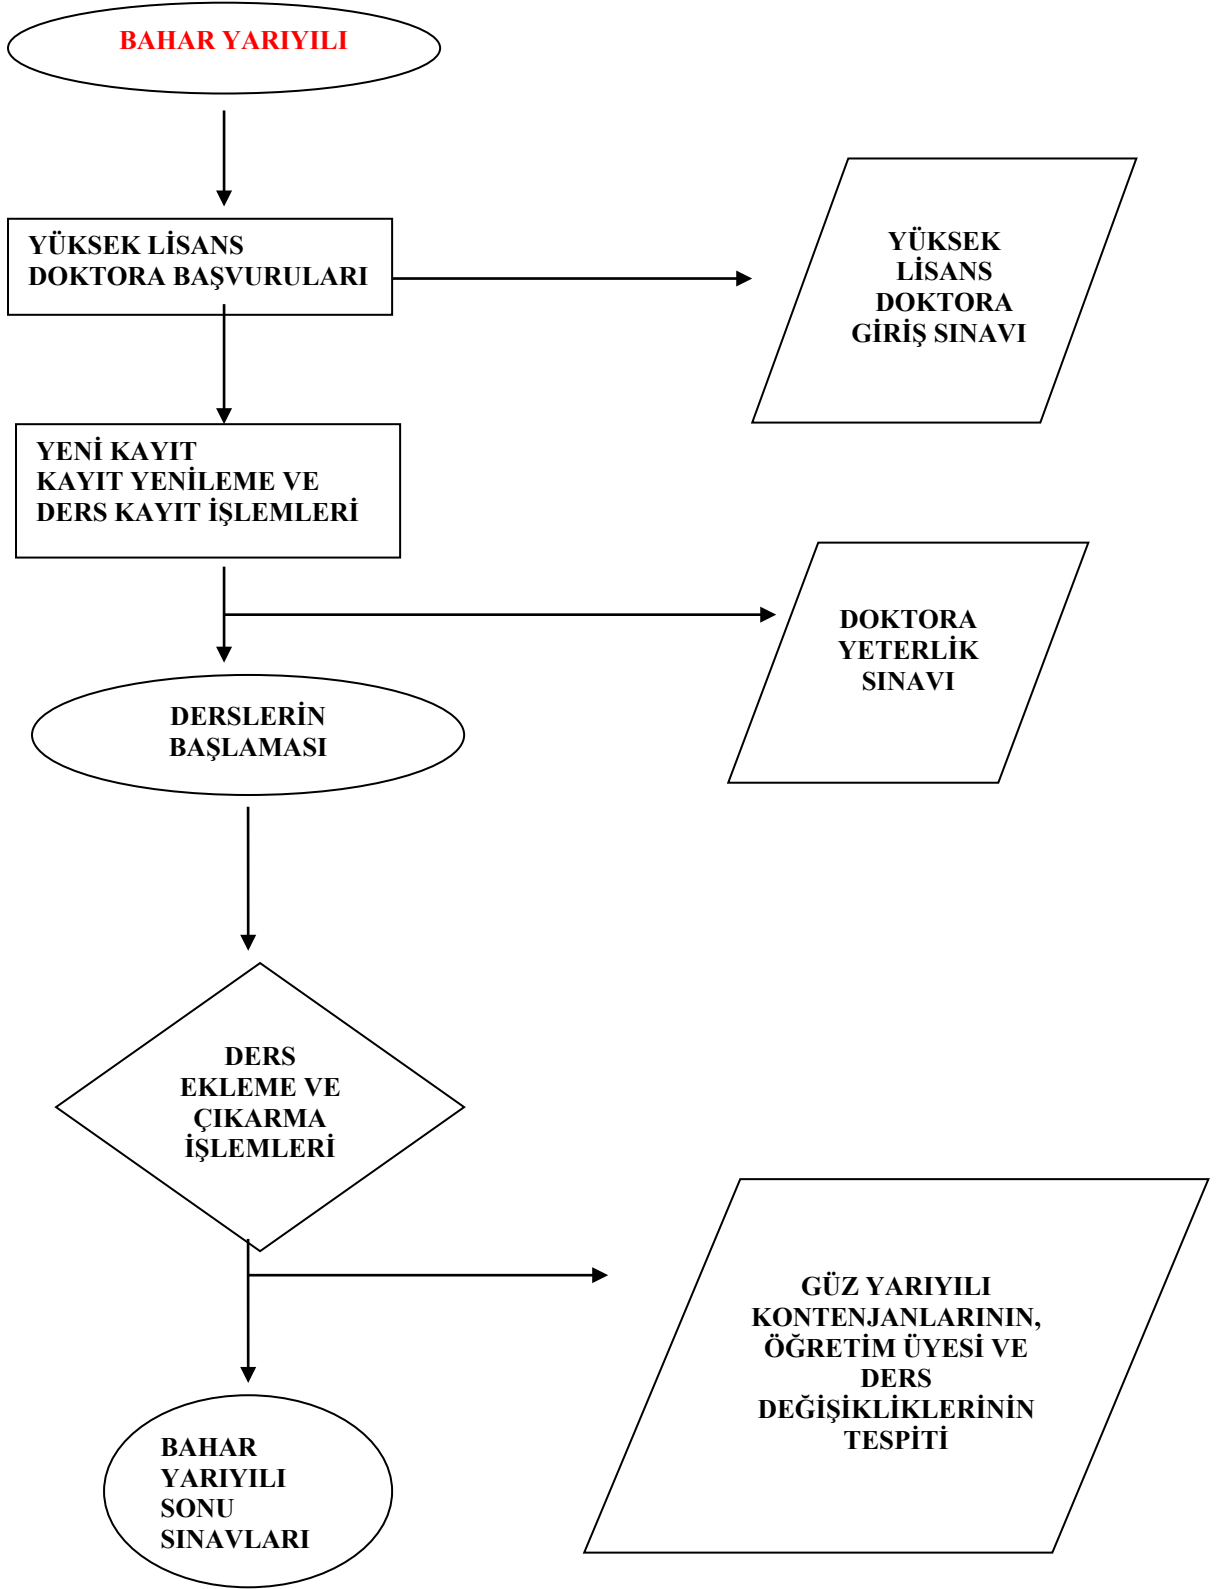 BAHAR YARIYILI
YÜKSEK LİSANS
DOKTORA BAŞVURULARI
YÜKSEK
LİSANS
DOKTORA
GİRİŞ SINAVI
YENİ KAYIT
KAYIT YENİLEME VE
DERS KAYIT İŞLEMLERİ
DOKTORA
YETERLİK
SINAVI
DERSLERİN
BAŞLAMASI
DERS
EKLEME VE
ÇIKARMA
İŞLEMLERİ
GÜZ YARIYILI
KONTENJANLARININ,
ÖĞRETİM ÜYESİ VE
DERS
DEĞİŞİKLİKLERİNİN
TESPİTİ
BAHAR
YARIYILI
SONU
SINAVLARI